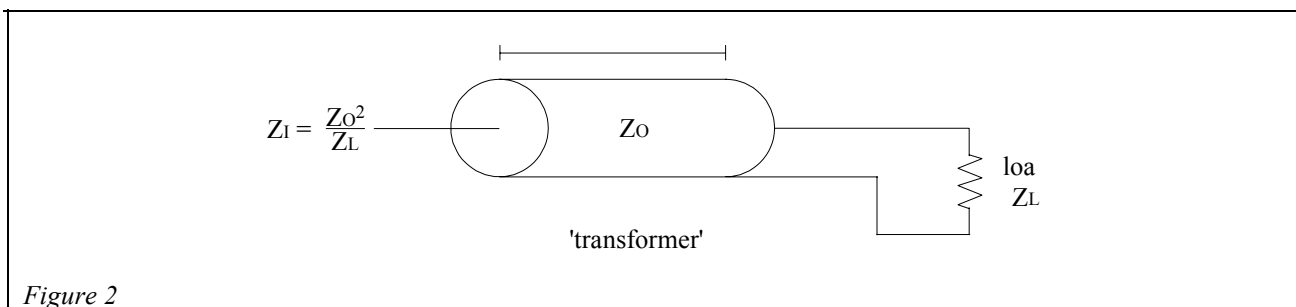 ZI = ZO²
ZL
ZO
loa
ZL
'transformer'
Figure 2